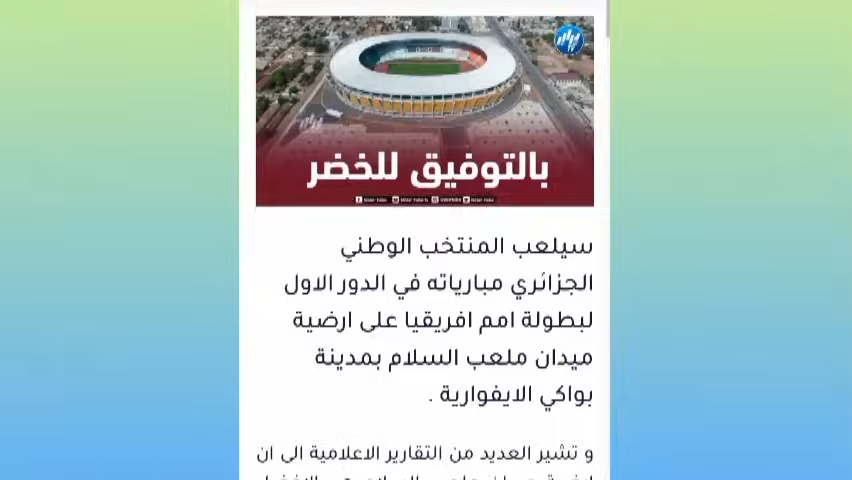 بالتوفيق للخضر
سيلعب المنتخب الوطني
الجزائري مبارياته في الدور الاول
لبطولة امم افريقيا على ارضية
ميدان ملعب السلام بمدينة
بواكي الايفوارية .
و تشير العديد من التقارير الاعلامية الى ان